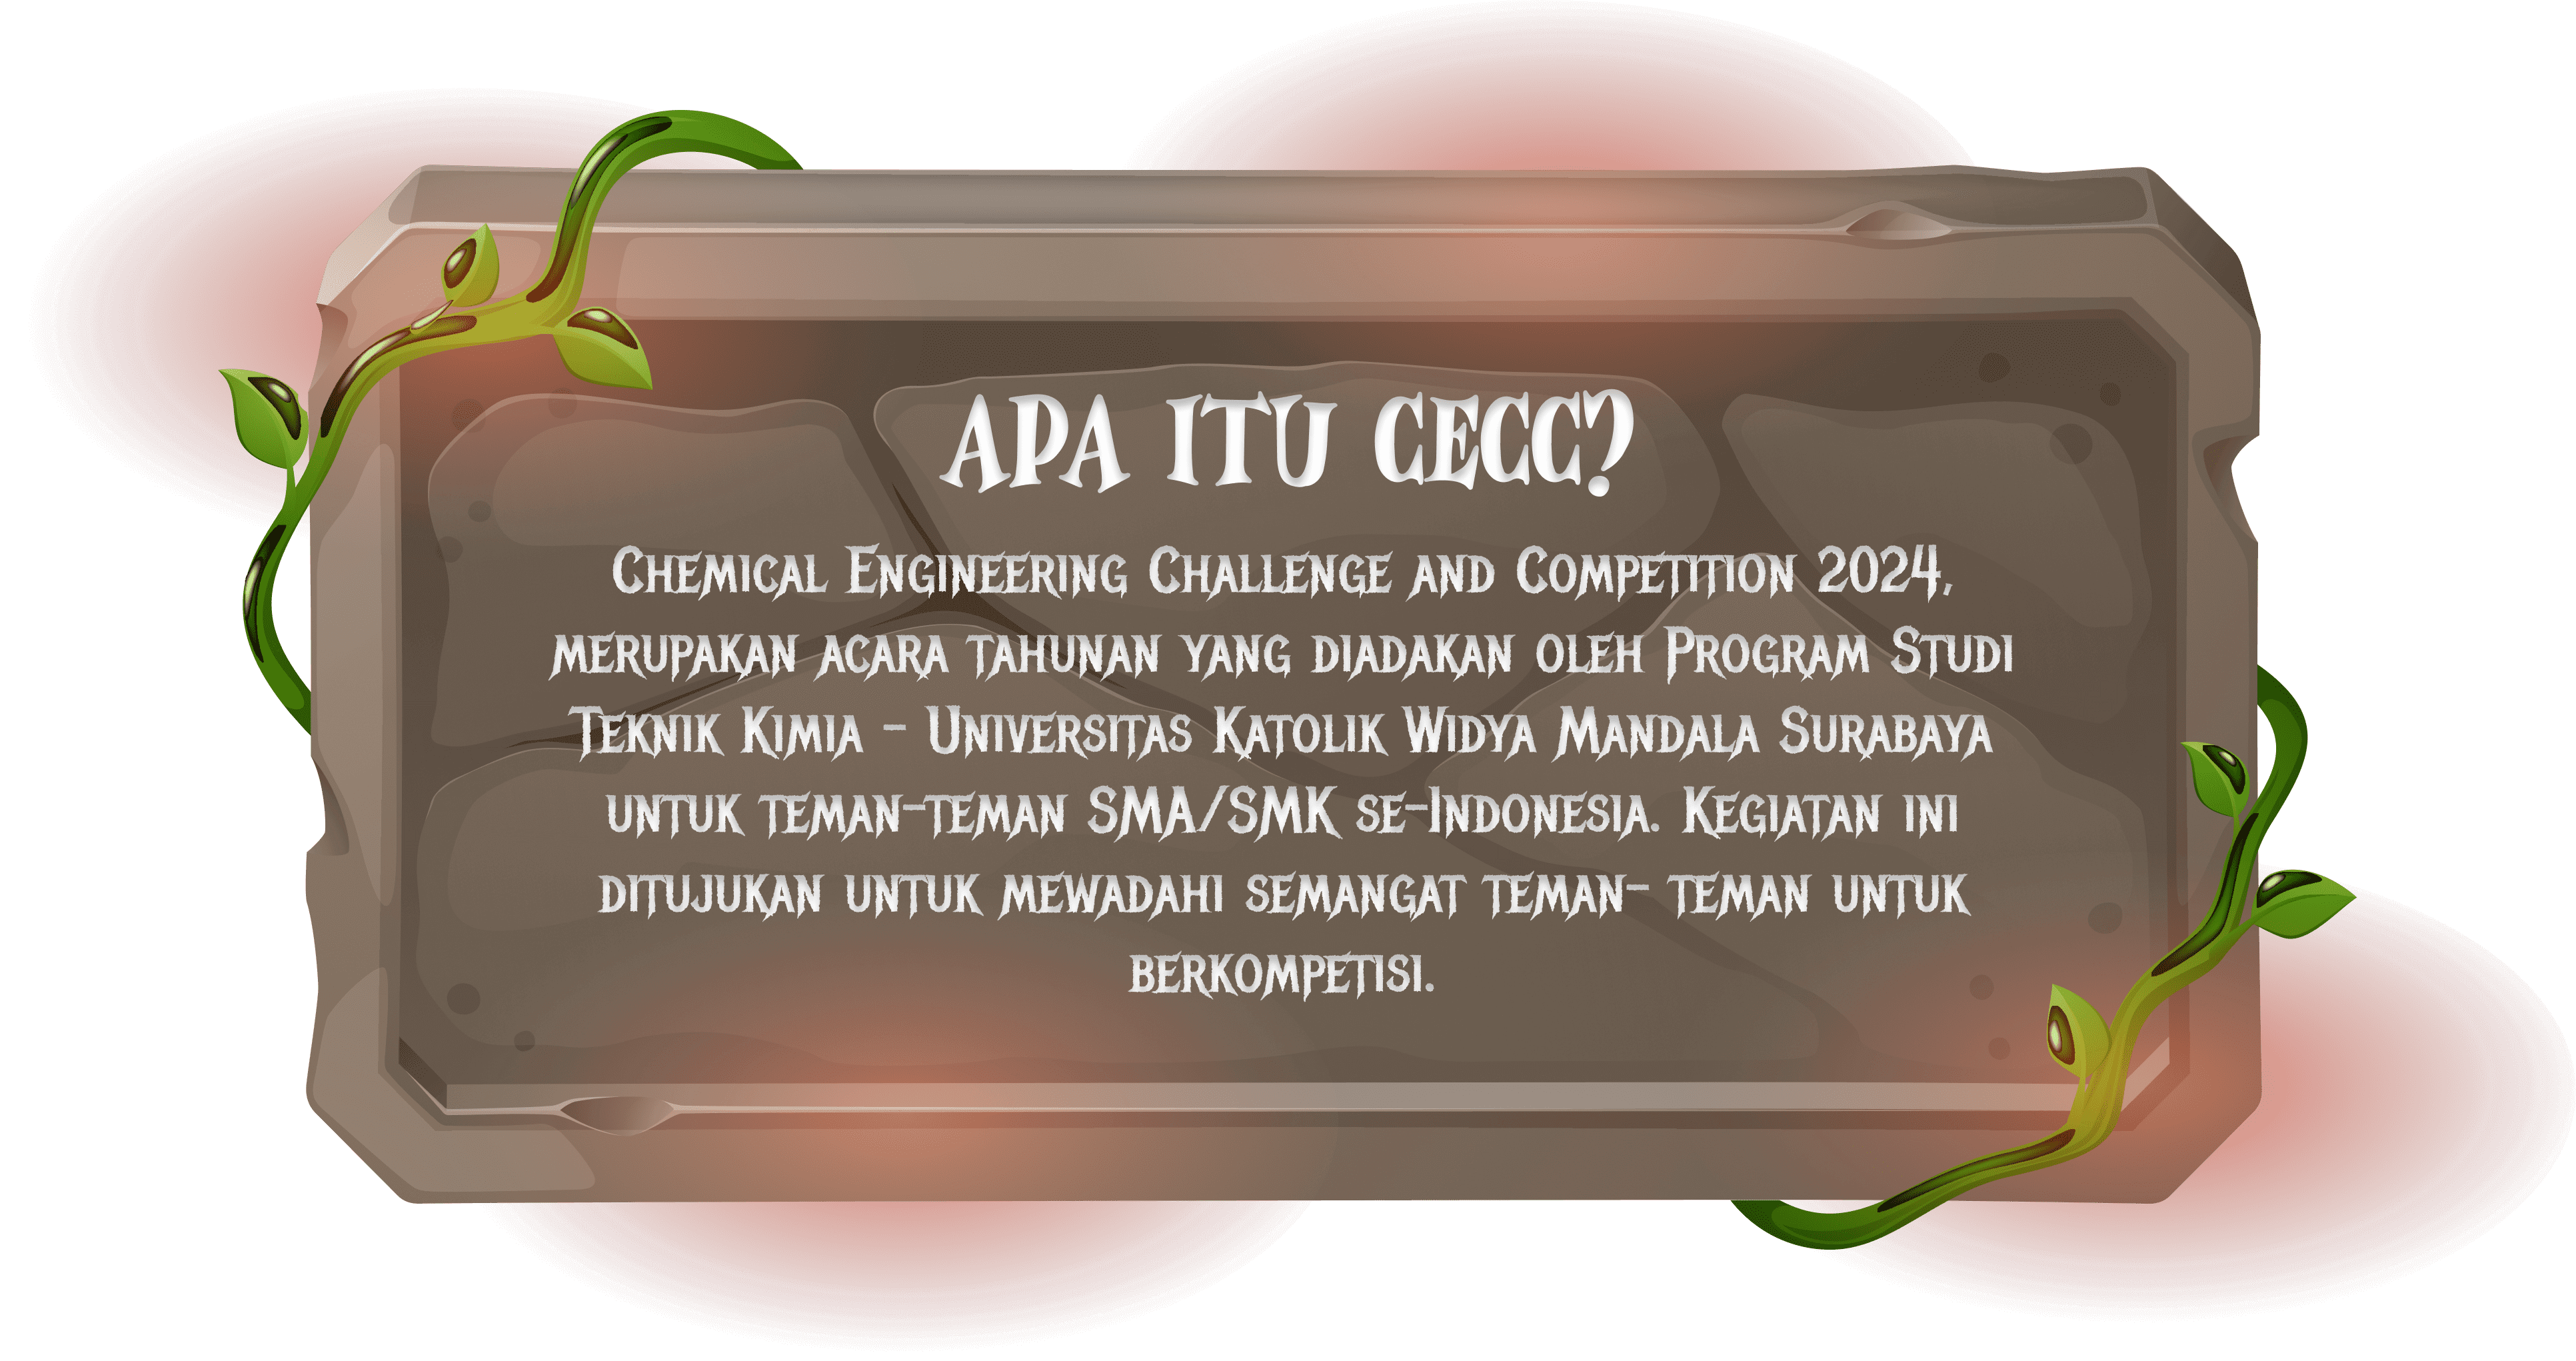 APA ITU CECC?
Chemical Engineering Challenge and Competition 2024,
merupakan acara tahunan yang diadakan oleh Program Studi
Teknik Kimia - Universitas Katolik Widya Mandala Surabaya
untuk teman-teman SMA/SMK se-Indonesia. Kegiatan ini
ditujukan untuk mewadahi semangat teman- teman untuk
berkompetisi.